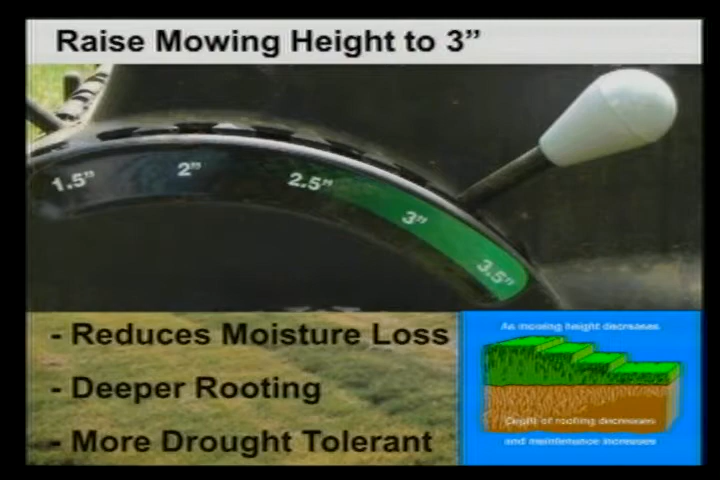 Raise Mowing Height to 3”
1.5”
2”
2.5”
3”
3.5”
- Reduces Moisture Loss
- Deeper Rooting
- More Drought Tolerant
As mowing height decreases
Depth of rooting decreases
and maintenance increases